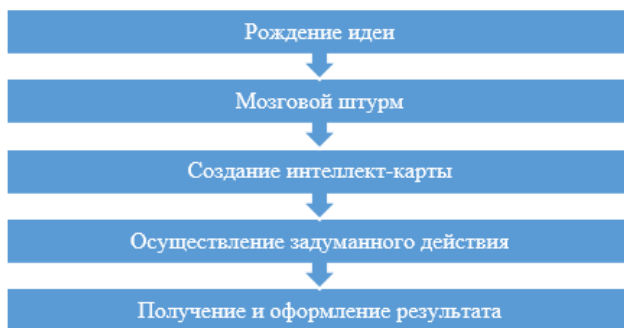 Рождение идеи
Мозговой штурм
Создание интеллект-карты
Осуществление задуманного действия
Получение и оформление результата